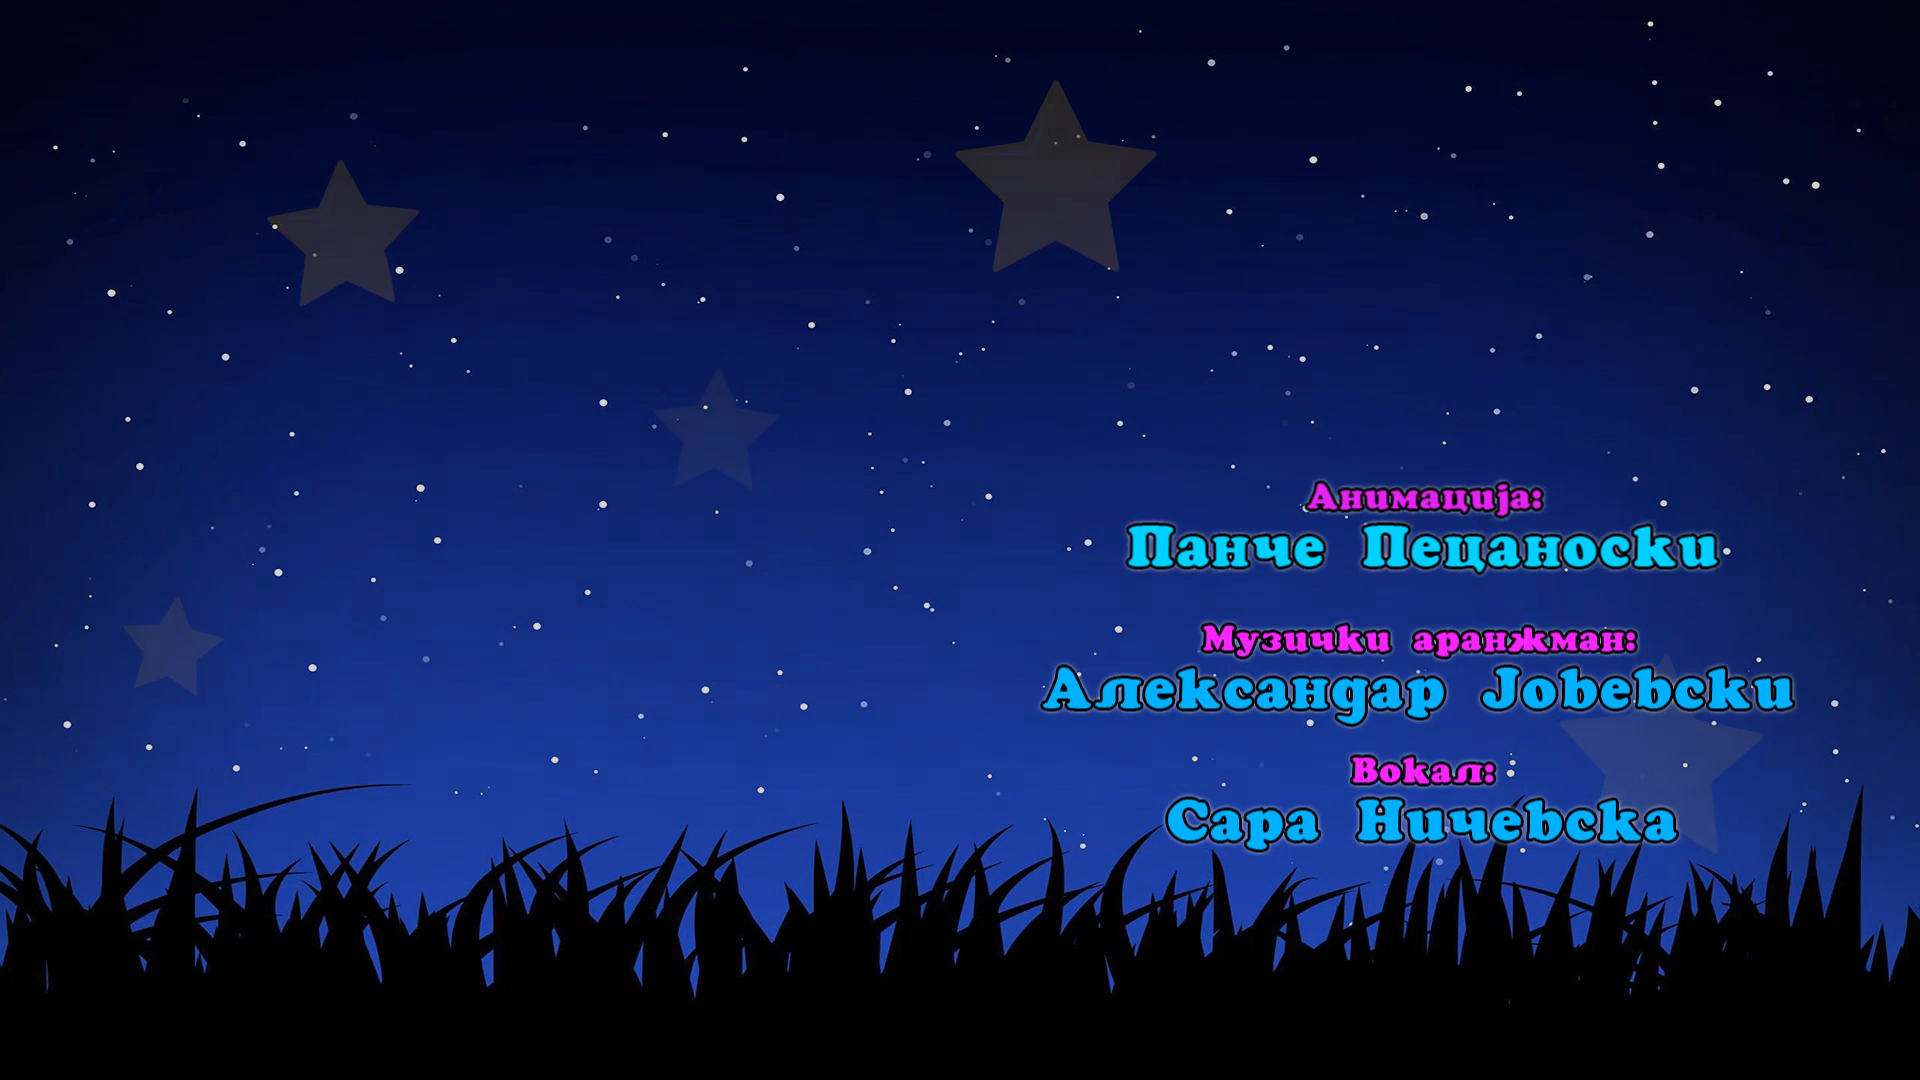 Анимација:
Панче Пецаноски
Музички аранжман:
Александар Јовевски
Вокал:
Сара Ничевска